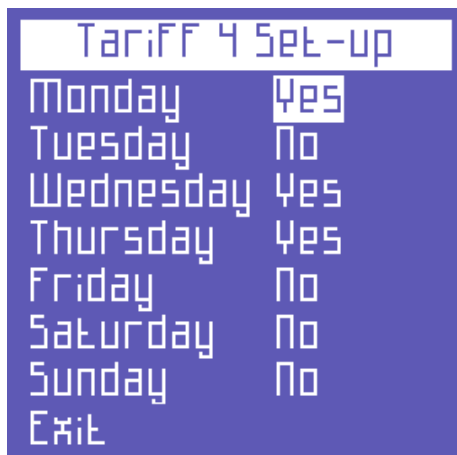 Tariff 4 Set-up
Monday Yes
Tuesday No
Wednesday Yes
Thursday Yes
Friday No
Saturday No
Sunday No
Exit